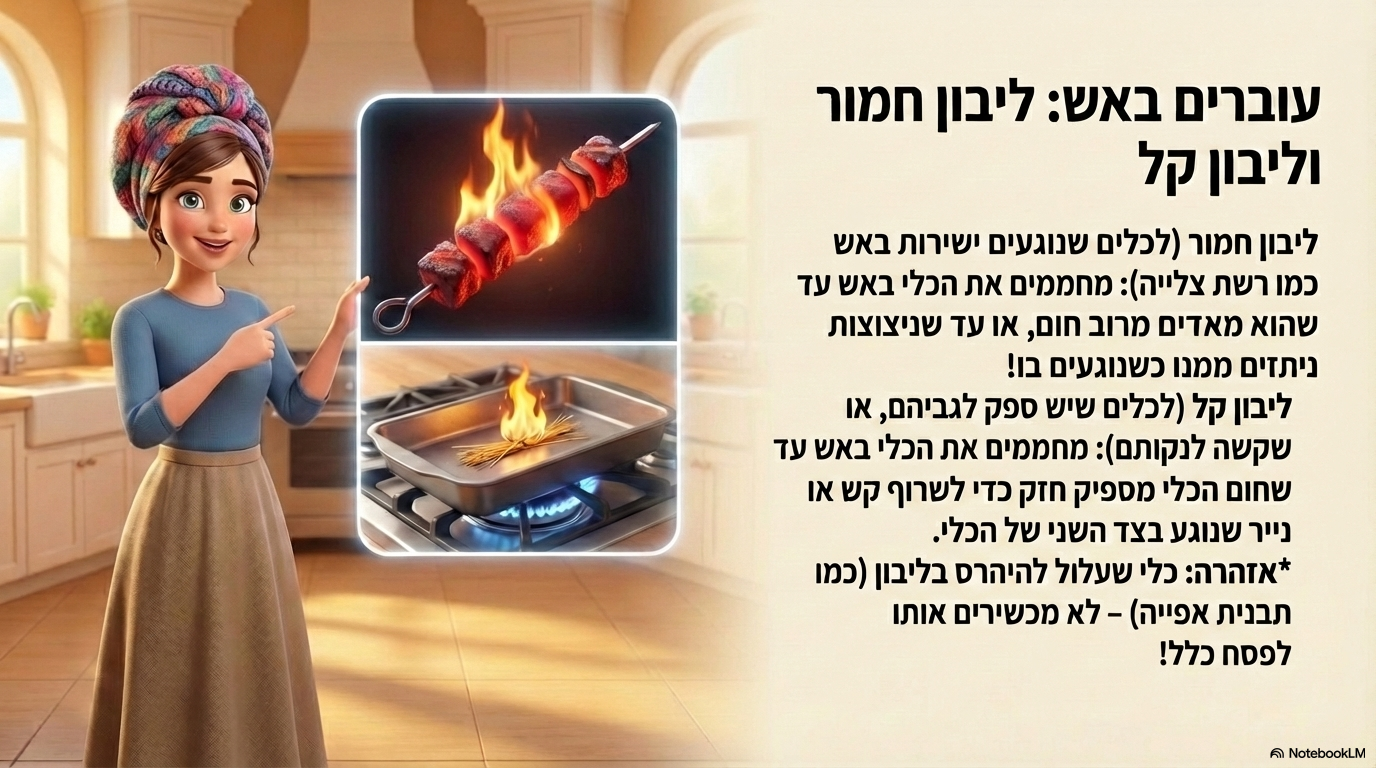 עוברים באש: ליבון חמור
וליבון קל
ליבון חמור (לכלים שנוגעים ישירות באש
כמו רשת צלייה): מחממים את הכלי באש עד
שהוא מאדים מרוב חום, או עד שניצוצות
ניתזים ממנו כשנוגעים בו!
ליבון קל (לכלים שיש ספק לגביהם, או
שקשה לנקותם): מחממים את הכלי באש עד
שחום הכלי מספיק חזק כדי לשרוף קש או
נייר שנוגע בצד השני של הכלי.
*אזהרה: כלי שעלול להיהרס בליבון (כמו
תבנית אפייה) – לא מכשירים אותו
לפסח כלל!
NotebookLM